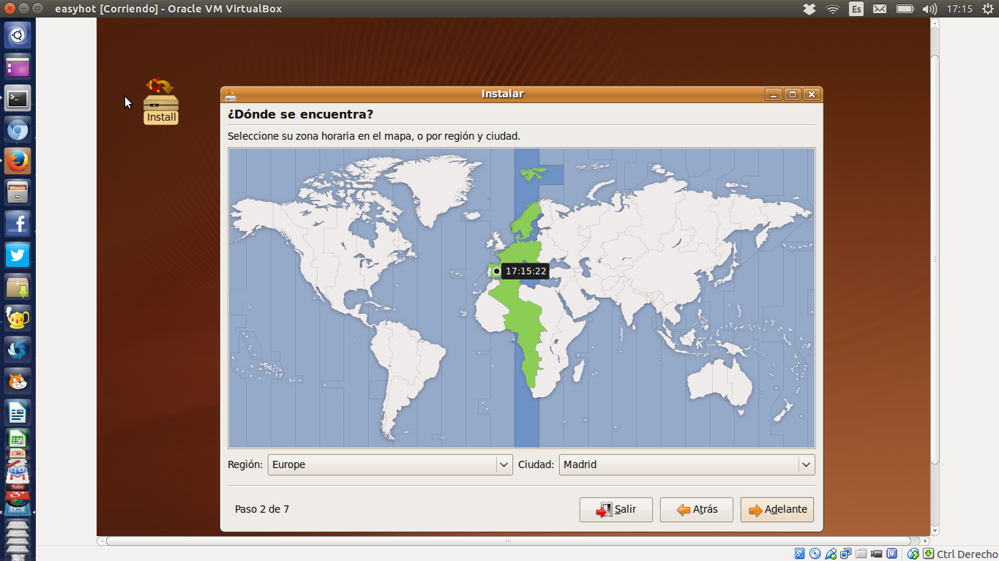 easyhot [Corriendo] - Oracle VM VirtualBox
Es
17:15
Install
Instalar
¿Dónde se encuentra?
Seleccione su zona horaria en el mapa, o por región y ciudad.
17:15:22
Región:
Europe
Ciudad:
Madrid
Paso 2 de 7
Salir
Atrás
Adelante
Tube
Ctrl Derecho